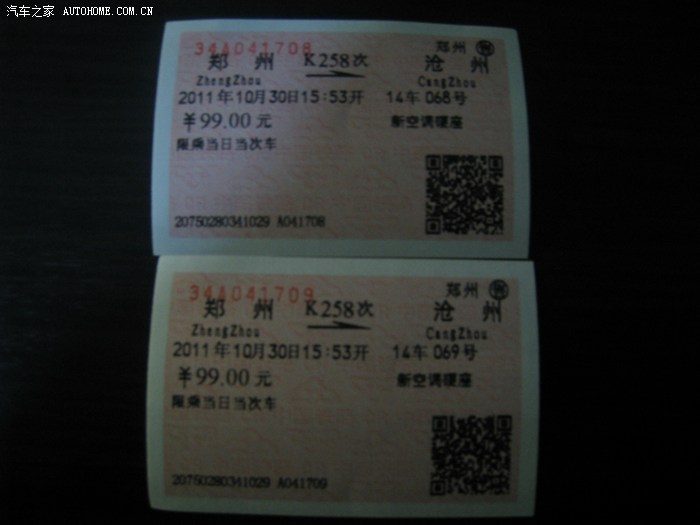 汽车之家 AUTOHOME.COM.CN
34A041708
郑州 售
郑州 K258次 沧州
ZhengZhou CangZhou
2011年10月30日15:53开 14车 068号
￥99.00元 新空调硬座
限乘当日当次车
20750280341029 A041708
34A041709
郑州 售
郑州 K258次 沧州
ZhengZhou CangZhou
2011年10月30日15:53开 14车 069号
￥99.00元 新空调硬座
限乘当日当次车
20750280341029 A041709